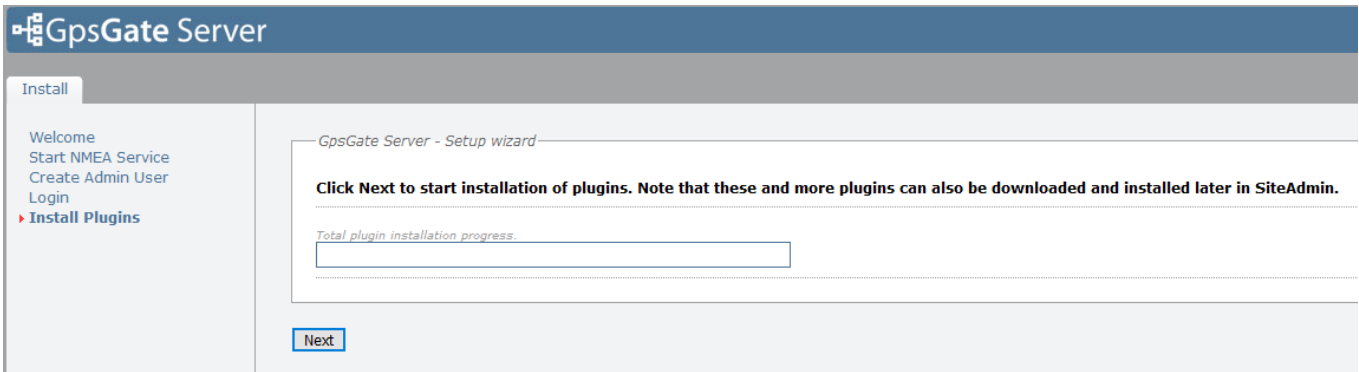 GpsGate Server
Install
Welcome
Start NMEA Service
Create Admin User
Login
Install Plugins
GpsGate Server - Setup wizard
Click Next to start installation of plugins. Note that these and more plugins can also be downloaded and installed later in SiteAdmin.
Total plugin installation progress.
Next